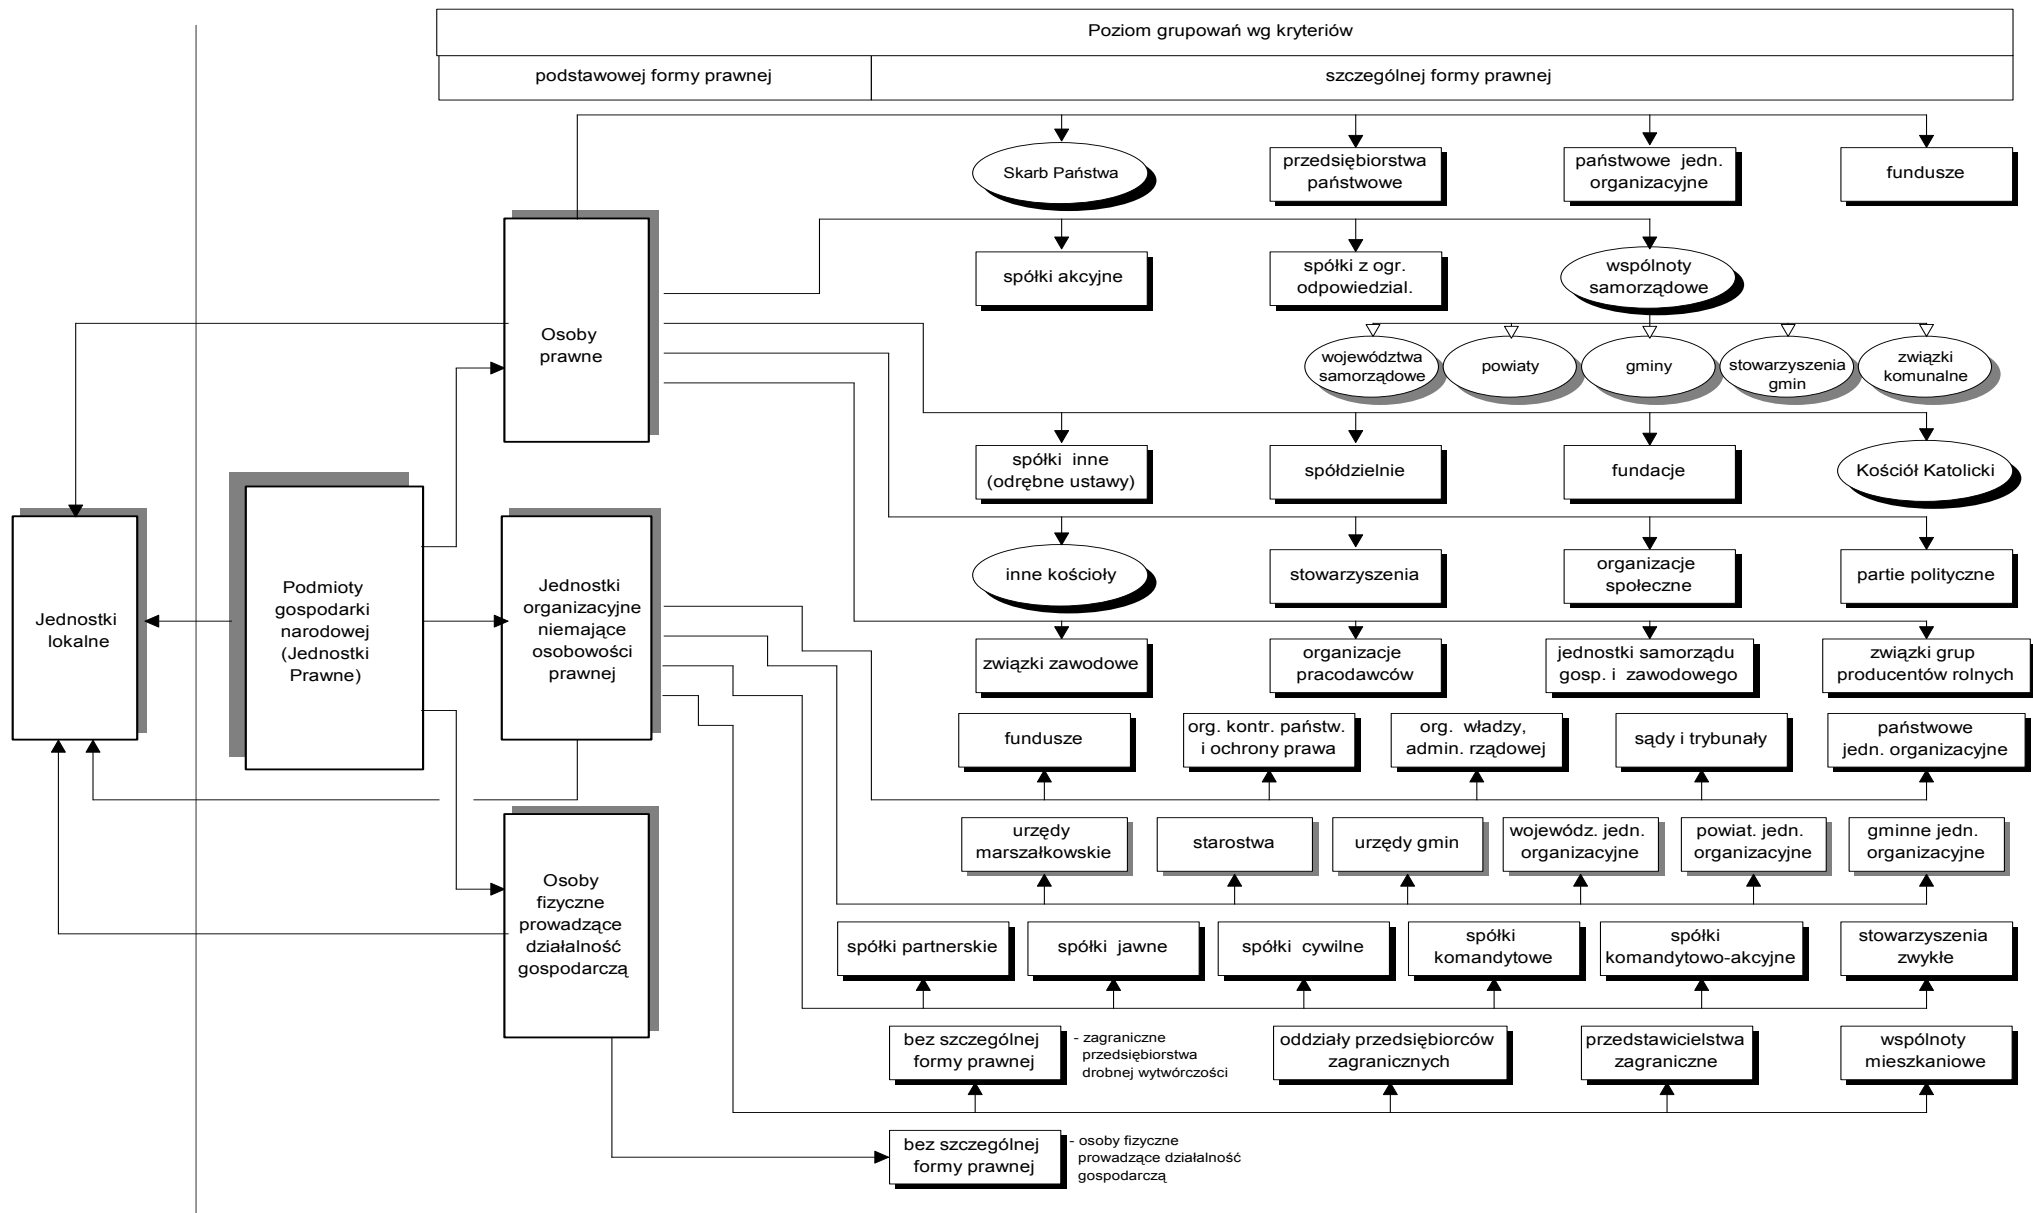 Poziom grupowań wg kryteriów
podstawowej formy prawnej
szczególnej formy prawnej
Skarb Państwa
przedsiębiorstwa
państwowe
państwowe jedn.
organizacyjne
fundusze
spółki akcyjne
spółki z ogr.
odpowiedzial.
wspólnoty
samorządowe
Osoby
prawne
województwa
samorządowe
powiaty
gminy
stowarzyszenia
gmin
związki
komunalne
spółki inne
(odrębne ustawy)
spółdzielnie
fundacje
Kościół Katolicki
inne kościoły
stowarzyszenia
organizacje
społeczne
partie polityczne
Jednostki
lokalne
Podmioty
gospodarki
narodowej
(Jednostki
Prawne)
Jednostki
organizacyjne
niemające
osobowości
prawnej
związki zawodowe
organizacje
pracodawców
jednostki samorządu
gosp. i zawodowego
związki grup
producentów rolnych
fundusze
org. kontr. państw.
i ochrony prawa
org. władzy,
admin. rządowej
sądy i trybunały
państwowe
jedn. organizacyjne
urzędy
marszałkowskie
starostwa
urzędy gmin
wojewódz. jedn.
organizacyjne
powiat. jedn.
organizacyjne
gminne jedn.
organizacyjne
Osoby
fizyczne
prowadzące
działalność
gospodarczą
spółki partnerskie
spółki jawne
spółki cywilne
spółki
komandytowe
spółki
komandytowo-akcyjne
stowarzyszenia
zwykłe
bez szczególnej
formy prawnej
- zagraniczne
przedsiębiorstwa
drobnej wytwórczości
oddziały przedsiębiorców
zagranicznych
przedstawicielstwa
zagraniczne
wspólnoty
mieszkaniowe
bez szczególnej
formy prawnej
- osoby fizyczne
prowadzące działalność
gospodarczą